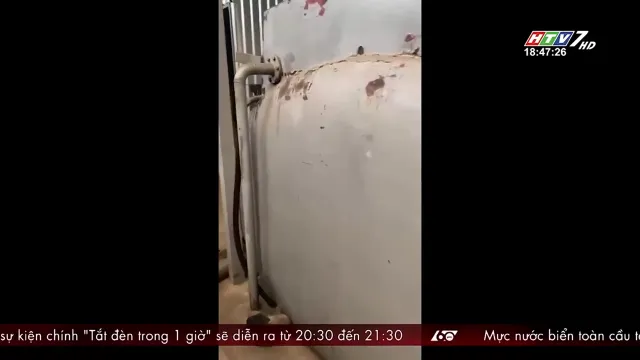 HTV7 HD
18:47:26
sự kiện chính "Tắt đèn trong 1 giờ" sẽ diễn ra từ 20:30 đến 21:30 60 Mực nước biển toàn cầu